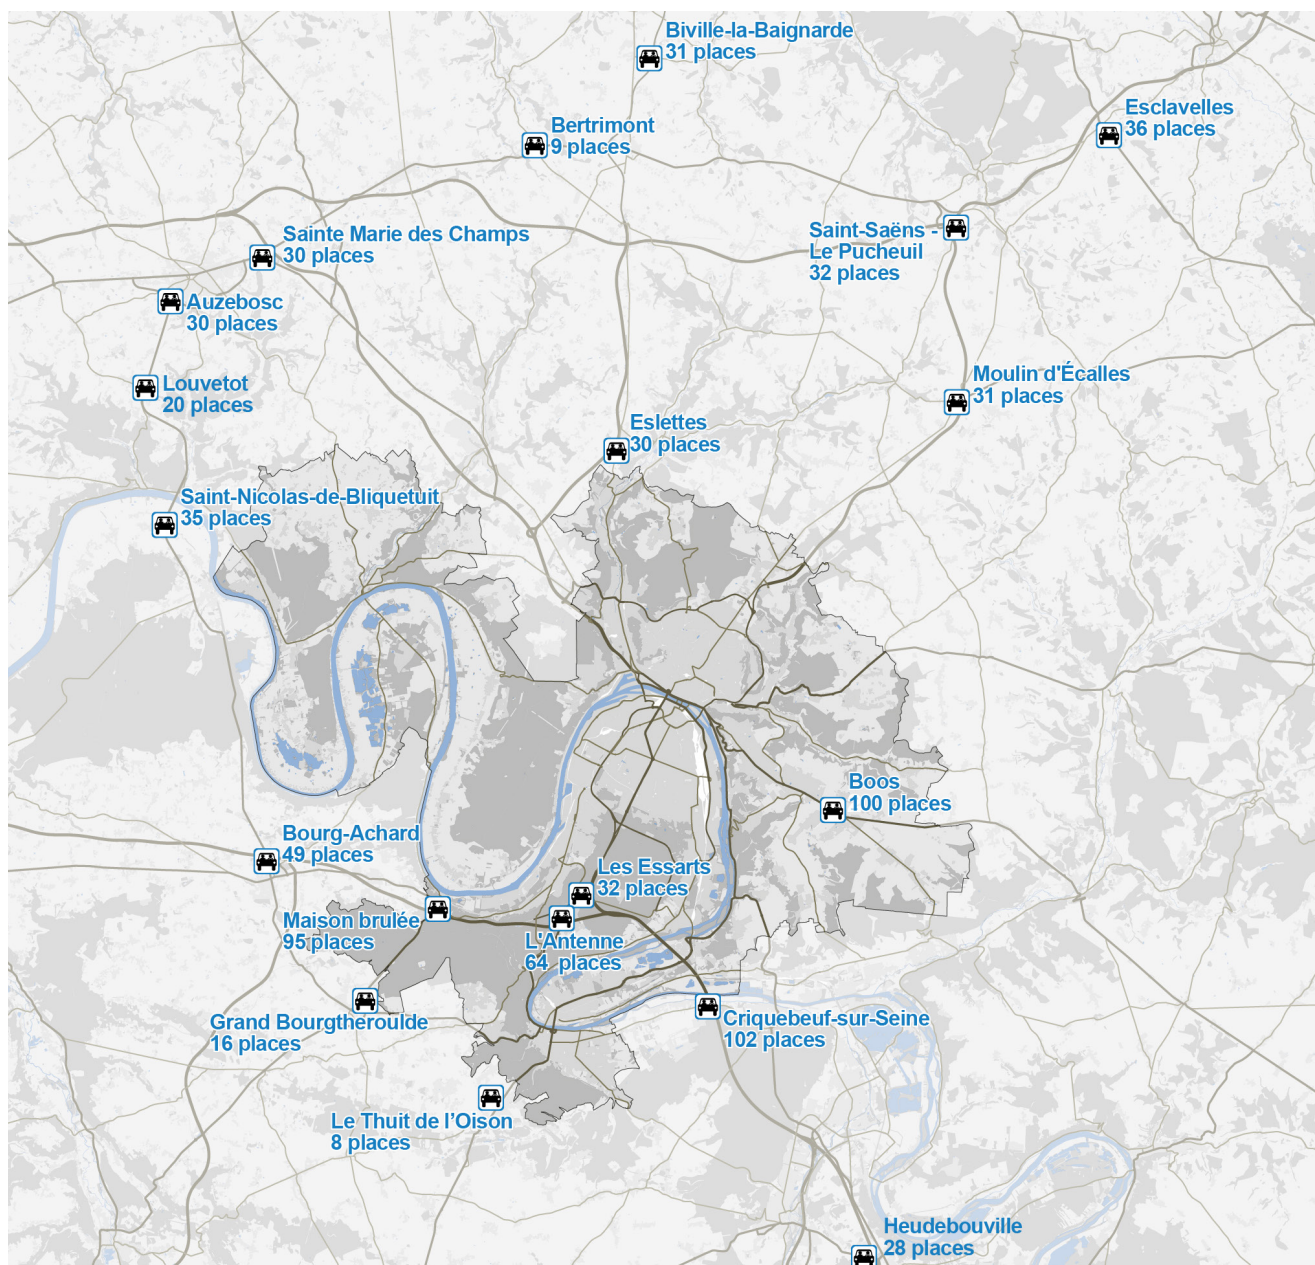 Biville-la-Baignarde
31 places
Esclavelles
36 places
Bertrimont
9 places
Sainte Marie des Champs
30 places
Saint-Saëns -
Le Pucheuil
32 places
Auzebosc
30 places
Louvetot
20 places
Moulin d'Écalles
31 places
Eslettes
30 places
Saint-Nicolas-de-Bliquetuit
35 places
Boos
100 places
Bourg-Achard
49 places
Les Essarts
32 places
Maison brulée
95 places
L'Antenne
64 places
Grand Bourgtheroulde
16 places
Criquebeuf-sur-Seine
102 places
Le Thuit de l’Oison
8 places
Heudebouville
28 places